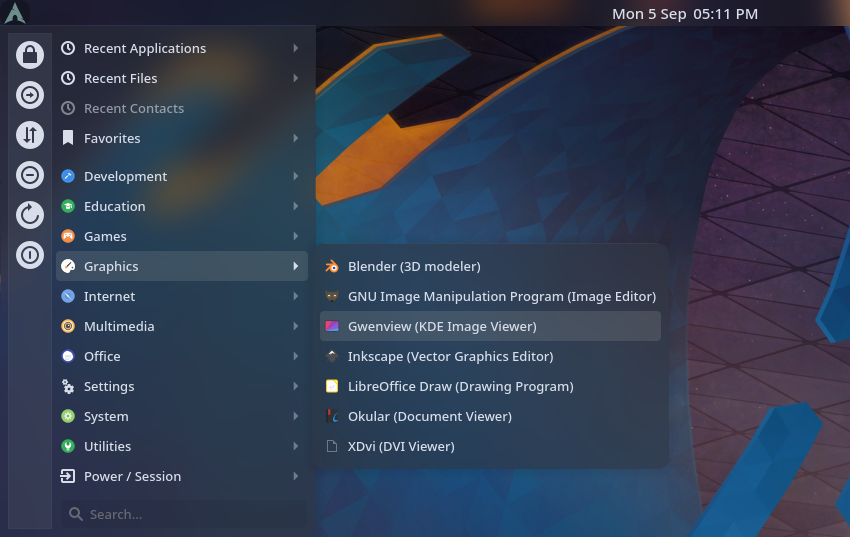 Mon 5 Sep 05:11 PM
Recent Applications
Recent Files
Recent Contacts
Favorites
Development
Education
Games
Graphics
Internet
Multimedia
Office
Settings
System
Utilities
Power / Session
Search...
Blender (3D modeler)
GNU Image Manipulation Program (Image Editor)
Gwenview (KDE Image Viewer)
Inkscape (Vector Graphics Editor)
LibreOffice Draw (Drawing Program)
Okular (Document Viewer)
XDvi (DVI Viewer)